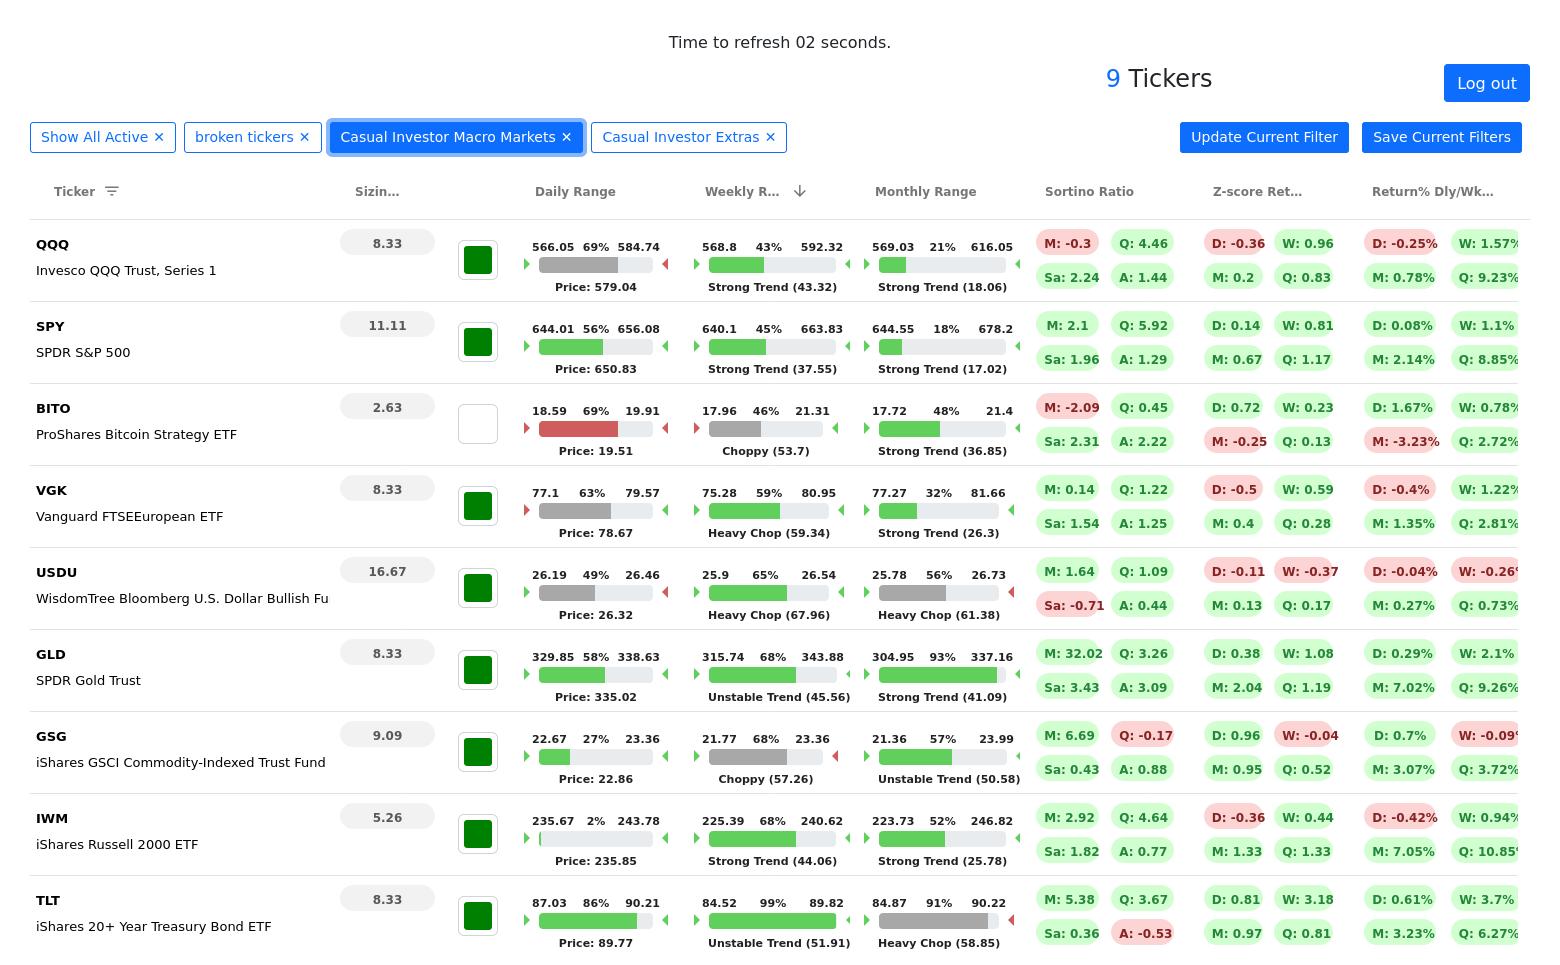 Time to refresh 02 seconds.
9 Tickers
Log out
Show All Active ✕ broken tickers ✕ Casual Investor Macro Markets ✕ Casual Investor Extras ✕ Update Current Filter Save Current Filters
Ticker Sizin... Daily Range Weekly R... Monthly Range Sortino Ratio Z-score Ret... Return% Dly/Wk...
QQQ 8.33 566.05 69% 584.74 568.8 43% 592.32 569.03 21% 616.05 M: -0.3 Q: 4.46 D: -0.36 W: 0.96 D: -0.25% W: 1.57%
Invesco QQQ Trust, Series 1 Sa: 2.24 A: 1.44 M: 0.2 Q: 0.83 M: 0.78% Q: 9.23%
Price: 579.04 Strong Trend (43.32) Strong Trend (18.06)
SPY 11.11 644.01 56% 656.08 640.1 45% 663.83 644.55 18% 678.2 M: 2.1 Q: 5.92 D: 0.14 W: 0.81 D: 0.08% W: 1.1%
SPDR S&P 500 Sa: 1.96 A: 1.29 M: 0.67 Q: 1.17 M: 2.14% Q: 8.85%
Price: 650.83 Strong Trend (37.55) Strong Trend (17.02)
BITO 2.63 18.59 69% 19.91 17.96 46% 21.31 17.72 48% 21.4 M: -2.09 Q: 0.45 D: 0.72 W: 0.23 D: 1.67% W: 0.78%
ProShares Bitcoin Strategy ETF Sa: 2.31 A: 2.22 M: -0.25 Q: 0.13 M: -3.23% Q: 2.72%
Price: 19.51 Choppy (53.7) Strong Trend (36.85)
VGK 8.33 77.1 63% 79.57 75.28 59% 80.95 77.27 32% 81.66 M: 0.14 Q: 1.22 D: -0.5 W: 0.59 D: -0.4% W: 1.22%
Vanguard FTSEEuropean ETF Sa: 1.54 A: 1.25 M: 0.4 Q: 0.28 M: 1.35% Q: 2.81%
Price: 78.67 Heavy Chop (59.34) Strong Trend (26.3)
USDU 16.67 26.19 49% 26.46 25.9 65% 26.54 25.78 56% 26.73 M: 1.64 Q: 1.09 D: -0.11 W: -0.37 D: -0.04% W: -0.26%
WisdomTree Bloomberg U.S. Dollar Bullish Fu Sa: -0.71 A: 0.44 M: 0.13 Q: 0.17 M: 0.27% Q: 0.73%
Price: 26.32 Heavy Chop (67.96) Heavy Chop (61.38)
GLD 8.33 329.85 58% 338.63 315.74 68% 343.88 304.95 93% 337.16 M: 32.02 Q: 3.26 D: 0.38 W: 1.08 D: 0.29% W: 2.1%
SPDR Gold Trust Sa: 3.43 A: 3.09 M: 2.04 Q: 1.19 M: 7.02% Q: 9.26%
Price: 335.02 Unstable Trend (45.56) Strong Trend (41.09)
GSG 9.09 22.67 27% 23.36 21.77 68% 23.36 21.36 57% 23.99 M: 6.69 Q: -0.17 D: 0.96 W: -0.04 D: 0.7% W: -0.09%
iShares GSCI Commodity-Indexed Trust Fund Sa: 0.43 A: 0.88 M: 0.95 Q: 0.52 M: 3.07% Q: 3.72%
Price: 22.86 Choppy (57.26) Unstable Trend (50.58)
IWM 5.26 235.67 2% 243.78 225.39 68% 240.62 223.73 52% 246.82 M: 2.92 Q: 4.64 D: -0.36 W: 0.44 D: -0.42% W: 0.94%
iShares Russell 2000 ETF Sa: 1.82 A: 0.77 M: 1.33 Q: 1.33 M: 7.05% Q: 10.85%
Price: 235.85 Strong Trend (44.06) Strong Trend (25.78)
TLT 8.33 87.03 86% 90.21 84.52 99% 89.82 84.87 91% 90.22 M: 5.38 Q: 3.67 D: 0.81 W: 3.18 D: 0.61% W: 3.7%
iShares 20+ Year Treasury Bond ETF Sa: 0.36 A: -0.53 M: 0.97 Q: 0.81 M: 3.23% Q: 6.27%
Price: 89.77 Unstable Trend (51.91) Heavy Chop (58.85)